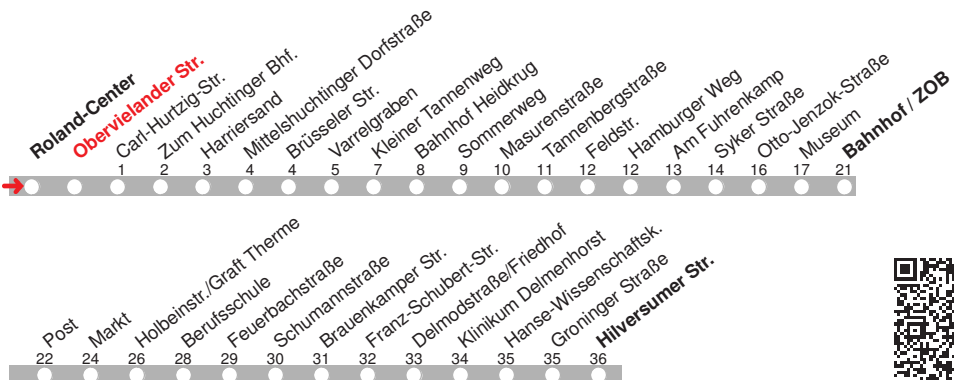 Roland-Center
Obervielander Str.
Carl-Hurtzig-Str.
Zum Huchtinger Bhf.
Harriersand
Mittelshuchtinger Dorfstraße
Brüsseler Str.
Varrelgraben
Kleiner Tannenweg
Bahnhof Heidkrug
Sommerweg
Masurenstraße
Tannenbergstraße
Feldstr.
Hamburger Weg
Am Fuhrenkamp
Syker Straße
Otto-Jenzok-Straße
Museum
Bahnhof / ZOB
1 2 3 4 4 5 7 8 9 10 11 12 12 13 14 16 17 21
Post
Markt
Holbeinstr./Graft Therme
Berufsschule
Feuerbachstraße
Schumannstraße
Brauenkamper Str.
Franz-Schubert-Str.
Delmodstraße/Friedhof
Klinikum Delmenhorst
Hanse-Wissenschaftsk.
Groninger Straße
Hilversumer Str.
22 24 26 28 29 30 31 32 33 34 35 35 36